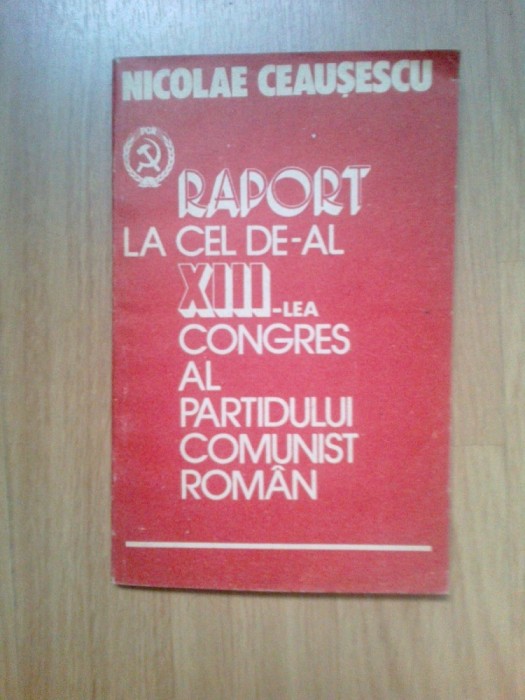 NICOLAE CEAUȘESCU
PCR
RAPORT
LA CEL DE-AL
XIII-LEA
CONGRES
AL
PARTIDULUI
COMUNIST
ROMÂN